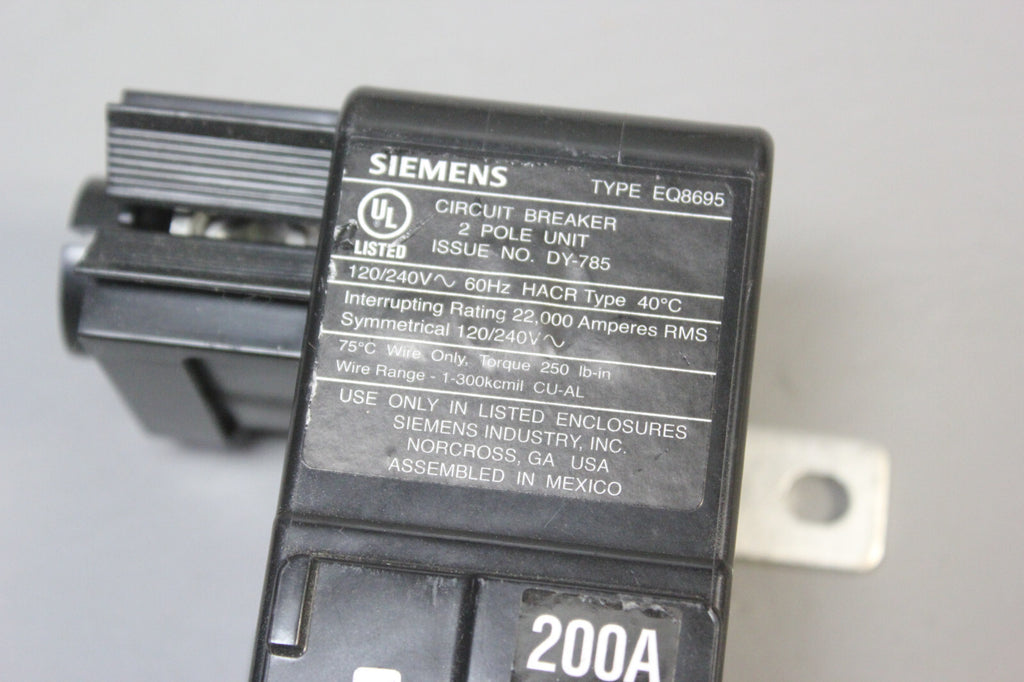 SIEMENS TYPE EQ8695
UL
LISTED
CIRCUIT BREAKER
2 POLE UNIT
ISSUE NO. DY-785
120/240V~ 60Hz HACR Type 40°C
Interrupting Rating 22,000 Amperes RMS
Symmetrical 120/240V~
75°C Wire Only, Torque 250 lb-in
Wire Range - 1-300kcmil CU-AL
USE ONLY IN LISTED ENCLOSURES
SIEMENS INDUSTRY, INC.
NORCROSS, GA USA
ASSEMBLED IN MEXICO
200A